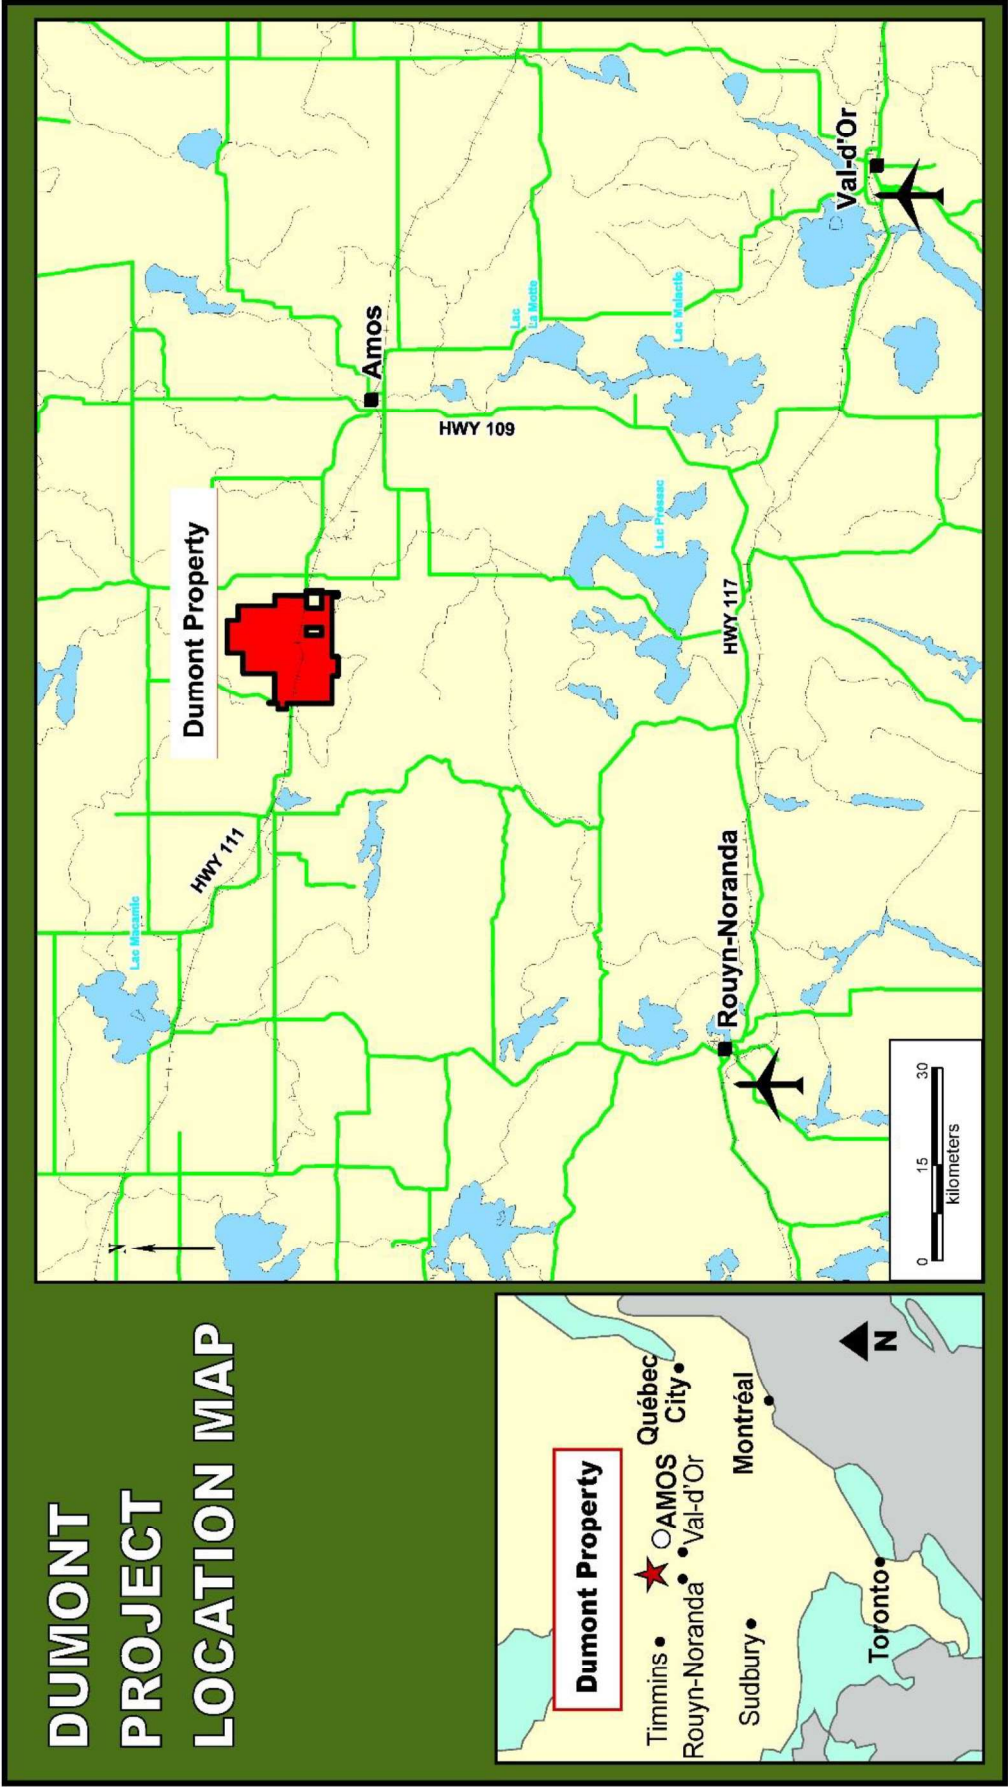 DUMONT
PROJECT
LOCATION MAP
Dumont Property
Timmins
AMOS
Rouyn-Noranda
Val-d'Or
Québec
City
Sudbury
Montréal
Toronto
N
N
Lac Macamic
HWY 111
Dumont Property
Amos
HWY 109
Lac
La Motte
Lac Malactic
Lac Préissac
HWY 117
Rouyn-Noranda
Val-d'Or
0
15
30
kilometers